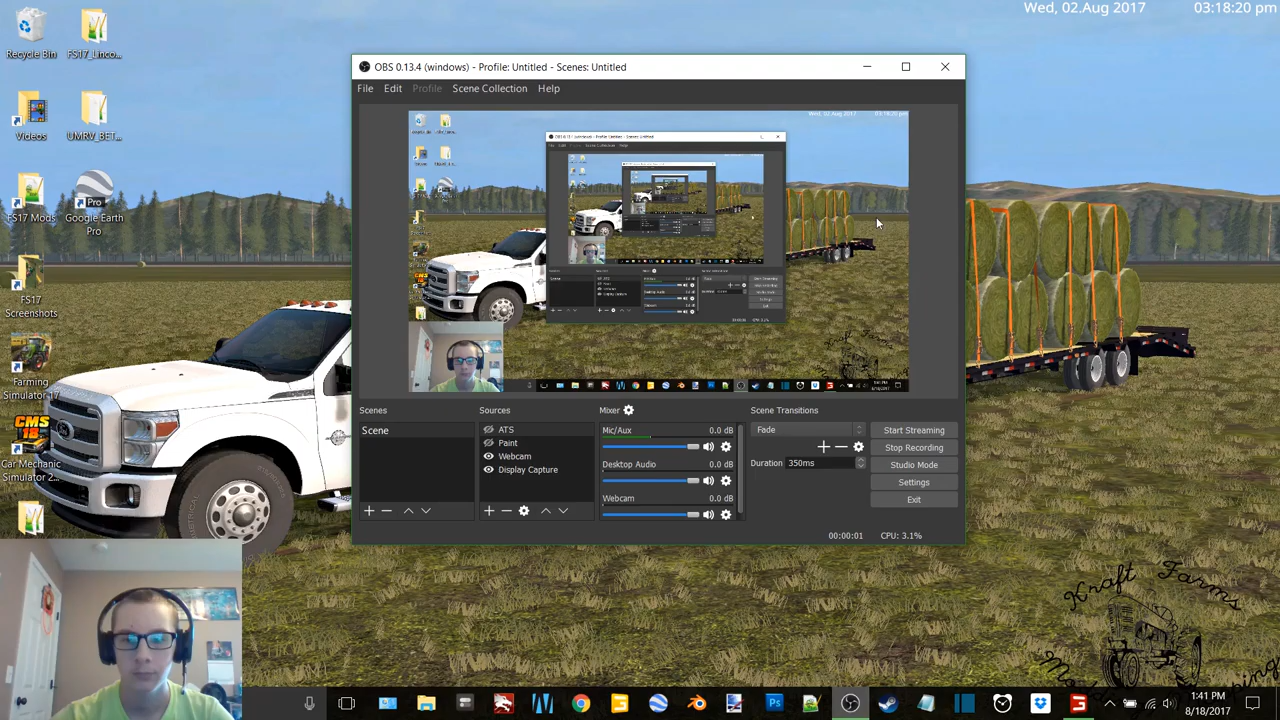 Wed, 02.Aug 2017 03:18:20 pm
Recycle Bin
FS17_Linco...
Videos
UMRV_BET...
FS17 Mods
Google Earth
Pro
FS17
Screenshots
Farming
Simulator 17
Car Mechanic
Simulator 2...
OBS 0.13.4 (windows) - Profile: Untitled - Scenes: Untitled
File Edit Profile Scene Collection Help
Scenes
Scene
Sources
ATS
Paint
Webcam
Display Capture
Mixer
Mic/Aux 0.0 dB
Desktop Audio 0.0 dB
Webcam 0.0 dB
Scene Transitions
Fade
Duration 350ms
Start Streaming
Stop Recording
Studio Mode
Settings
Exit
00:00:01 CPU: 3.1%
Kraft Farms
1:41 PM
8/18/2017